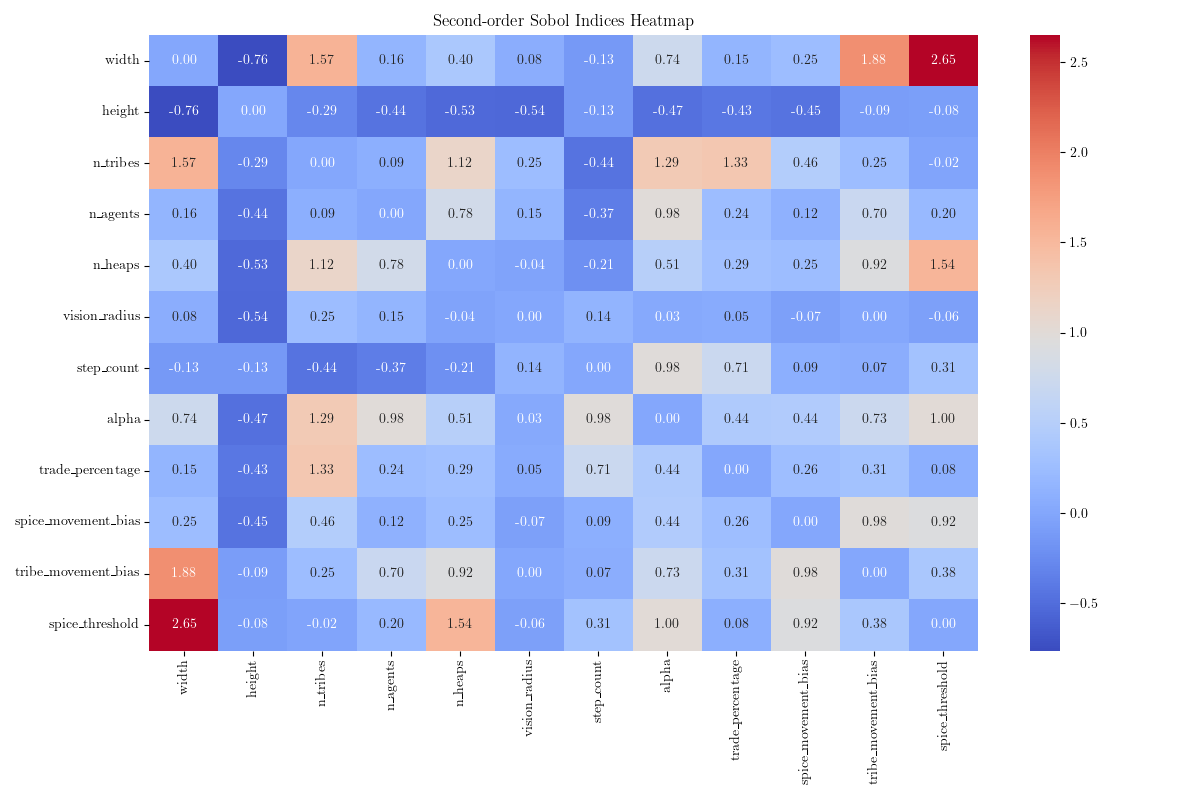 Second-order Sobol Indices Heatmap
width 0.00 -0.76 1.57 0.16 0.40 0.08 -0.13 0.74 0.15 0.25 1.88 2.65
height -0.76 0.00 -0.29 -0.44 -0.53 -0.54 -0.13 -0.47 -0.43 -0.45 -0.09 -0.08
n_tribes 1.57 -0.29 0.00 0.09 1.12 0.25 -0.44 1.29 1.33 0.46 0.25 -0.02
n_agents 0.16 -0.44 0.09 0.00 0.78 0.15 -0.37 0.98 0.24 0.12 0.70 0.20
n_heaps 0.40 -0.53 1.12 0.78 0.00 -0.04 -0.21 0.51 0.29 0.25 0.92 1.54
vision_radius 0.08 -0.54 0.25 0.15 -0.04 0.00 0.14 0.03 0.05 -0.07 0.00 -0.06
step_count -0.13 -0.13 -0.44 -0.37 -0.21 0.14 0.00 0.98 0.71 0.09 0.07 0.31
alpha 0.74 -0.47 1.29 0.98 0.51 0.03 0.98 0.00 0.44 0.44 0.73 1.00
trade_percentage 0.15 -0.43 1.33 0.24 0.29 0.05 0.71 0.44 0.00 0.26 0.31 0.08
spice_movement_bias 0.25 -0.45 0.46 0.12 0.25 -0.07 0.09 0.44 0.26 0.00 0.98 0.92
tribe_movement_bias 1.88 -0.09 0.25 0.70 0.92 0.00 0.07 0.73 0.31 0.98 0.00 0.38
spice_threshold 2.65 -0.08 -0.02 0.20 1.54 -0.06 0.31 1.00 0.08 0.92 0.38 0.00
width height n_tribes n_agents n_heaps vision_radius step_count alpha trade_percentage spice_movement_bias tribe_movement_bias spice_threshold
2.5
2.0
1.5
1.0
0.5
0.0
−0.5